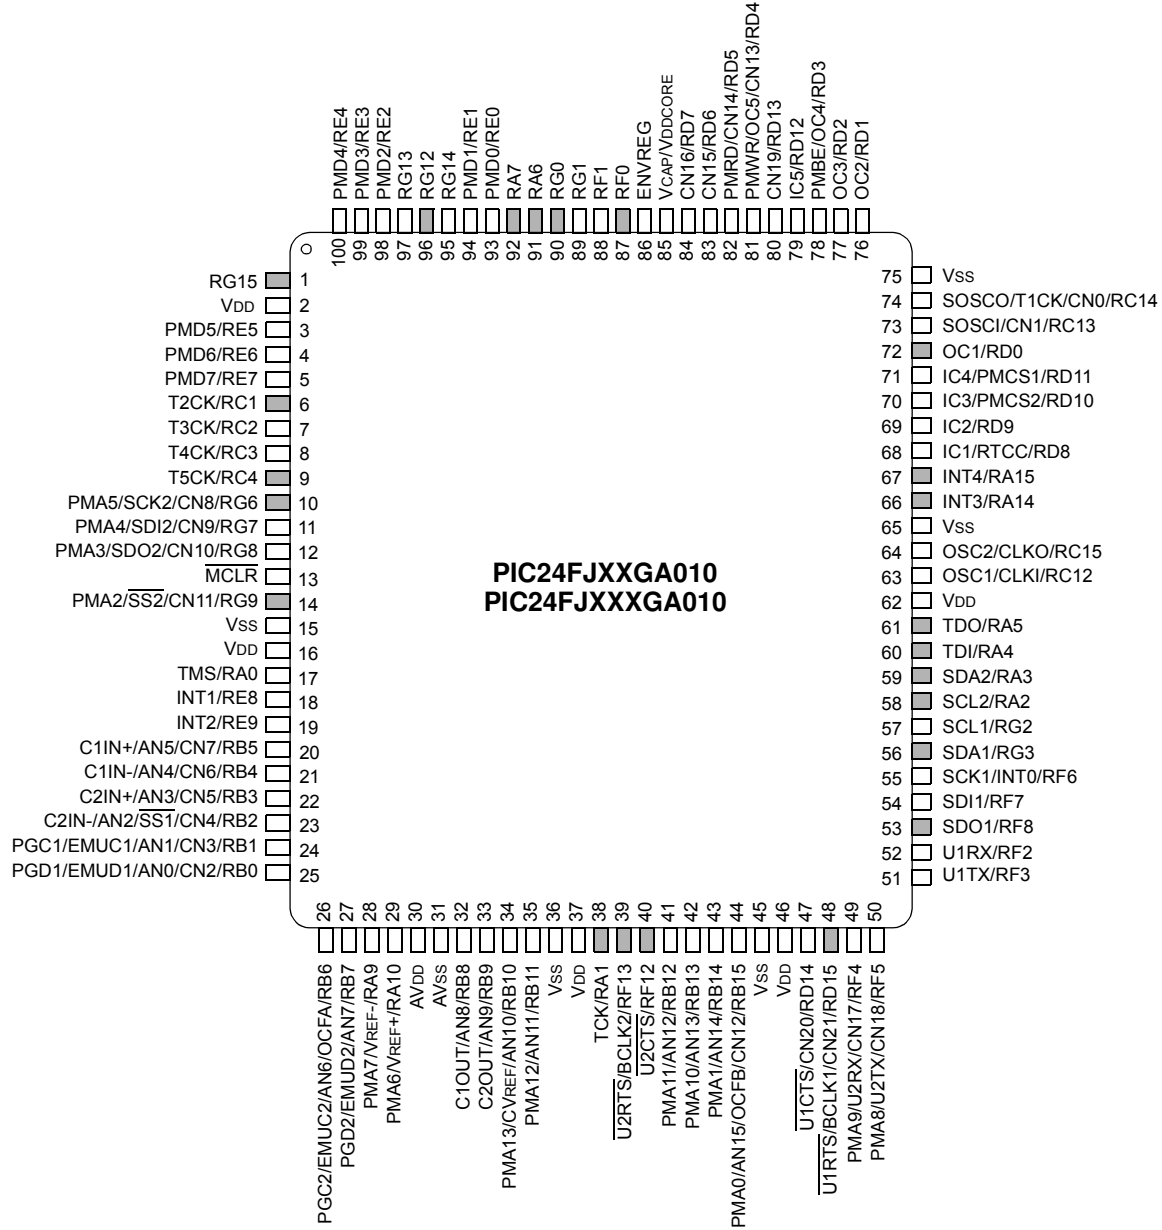 PMD4/RE4
PMD3/RE3
PMD2/RE2
RG13
RG12
RG14
PMD1/RE1
PMD0/RE0
RA7
RA6
RG0
RG1
RF1
RF0
ENVREG
VCAP/VDDCORE
CN16/RD7
CN15/RD6
PMRD/CN14/RD5
PMWR/OC5/CN13/RD4
CN19/RD13
IC5/RD12
PMBE/OC4/RD3
OC3/RD2
OC2/RD1
100
99
98
97
96
95
94
93
92
91
90
89
88
87
86
85
84
83
82
81
80
79
78
77
76
RG15 1
VDD 2
PMD5/RE5 3
PMD6/RE6 4
PMD7/RE7 5
T2CK/RC1 6
T3CK/RC2 7
T4CK/RC3 8
T5CK/RC4 9
PMA5/SCK2/CN8/RG6 10
PMA4/SDI2/CN9/RG7 11
PMA3/SDO2/CN10/RG8 12
MCLR 13
PMA2/SS2/CN11/RG9 14
VSS 15
VDD 16
TMS/RA0 17
INT1/RE8 18
INT2/RE9 19
C1IN+/AN5/CN7/RB5 20
C1IN-/AN4/CN6/RB4 21
C2IN+/AN3/CN5/RB3 22
C2IN-/AN2/SS1/CN4/RB2 23
PGC1/EMUC1/AN1/CN3/RB1 24
PGD1/EMUD1/AN0/CN2/RB0 25
PIC24FJXXGA010
PIC24FJXXXGA010
75 VSS
74 SOSCO/T1CK/CN0/RC14
73 SOSCI/CN1/RC13
72 OC1/RD0
71 IC4/PMCS1/RD11
70 IC3/PMCS2/RD10
69 IC2/RD9
68 IC1/RTCC/RD8
67 INT4/RA15
66 INT3/RA14
65 VSS
64 OSC2/CLKO/RC15
63 OSC1/CLKI/RC12
62 VDD
61 TDO/RA5
60 TDI/RA4
59 SDA2/RA3
58 SCL2/RA2
57 SCL1/RG2
56 SDA1/RG3
55 SCK1/INT0/RF6
54 SDI1/RF7
53 SDO1/RF8
52 U1RX/RF2
51 U1TX/RF3
26
27
28
29
30
31
32
33
34
35
36
37
38
39
40
41
42
43
44
45
46
47
48
49
50
PGC2/EMUC2/AN6/OCFA/RB6
PGD2/EMUD2/AN7/RB7
PMA7/VREF-/RA9
PMA6/VREF+/RA10
AVDD
AVSS
C1OUT/AN8/RB8
C2OUT/AN9/RB9
PMA13/CVREF/AN10/RB10
PMA12/AN11/RB11
VSS
VDD
TCK/RA1
U2RTS/BCLK2/RF13
U2CTS/RF12
PMA11/AN12/RB12
PMA10/AN13/RB13
PMA1/AN14/RB14
PMA0/AN15/OCFB/CN12/RB15
VSS
VDD
U1CTS/CN20/RD14
U1RTS/BCLK1/CN21/RD15
PMA9/U2RX/CN17/RF4
PMA8/U2TX/CN18/RF5